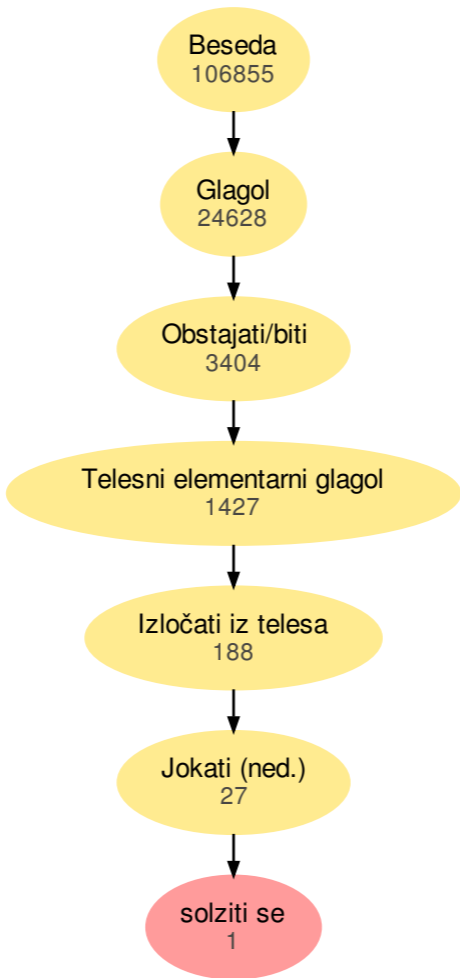 Beseda
106855
Glagol
24628
Obstajati/biti
3404
Telesni elementarni glagol
1427
Izločati iz telesa
188
Jokati (ned.)
27
solziti se
1